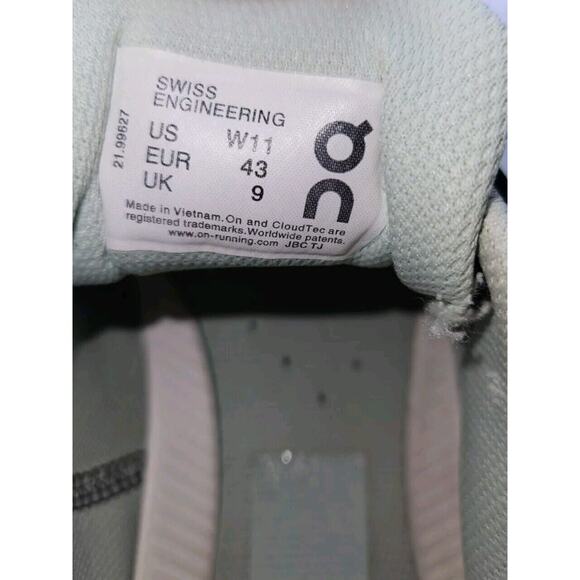 SWISS
ENGINEERING
US W11
EUR 43
UK 9
21.99627
Made in Vietnam.On and CloudTec are
registered trademarks.Worldwide patents.
www.on-running.com JBC TJ